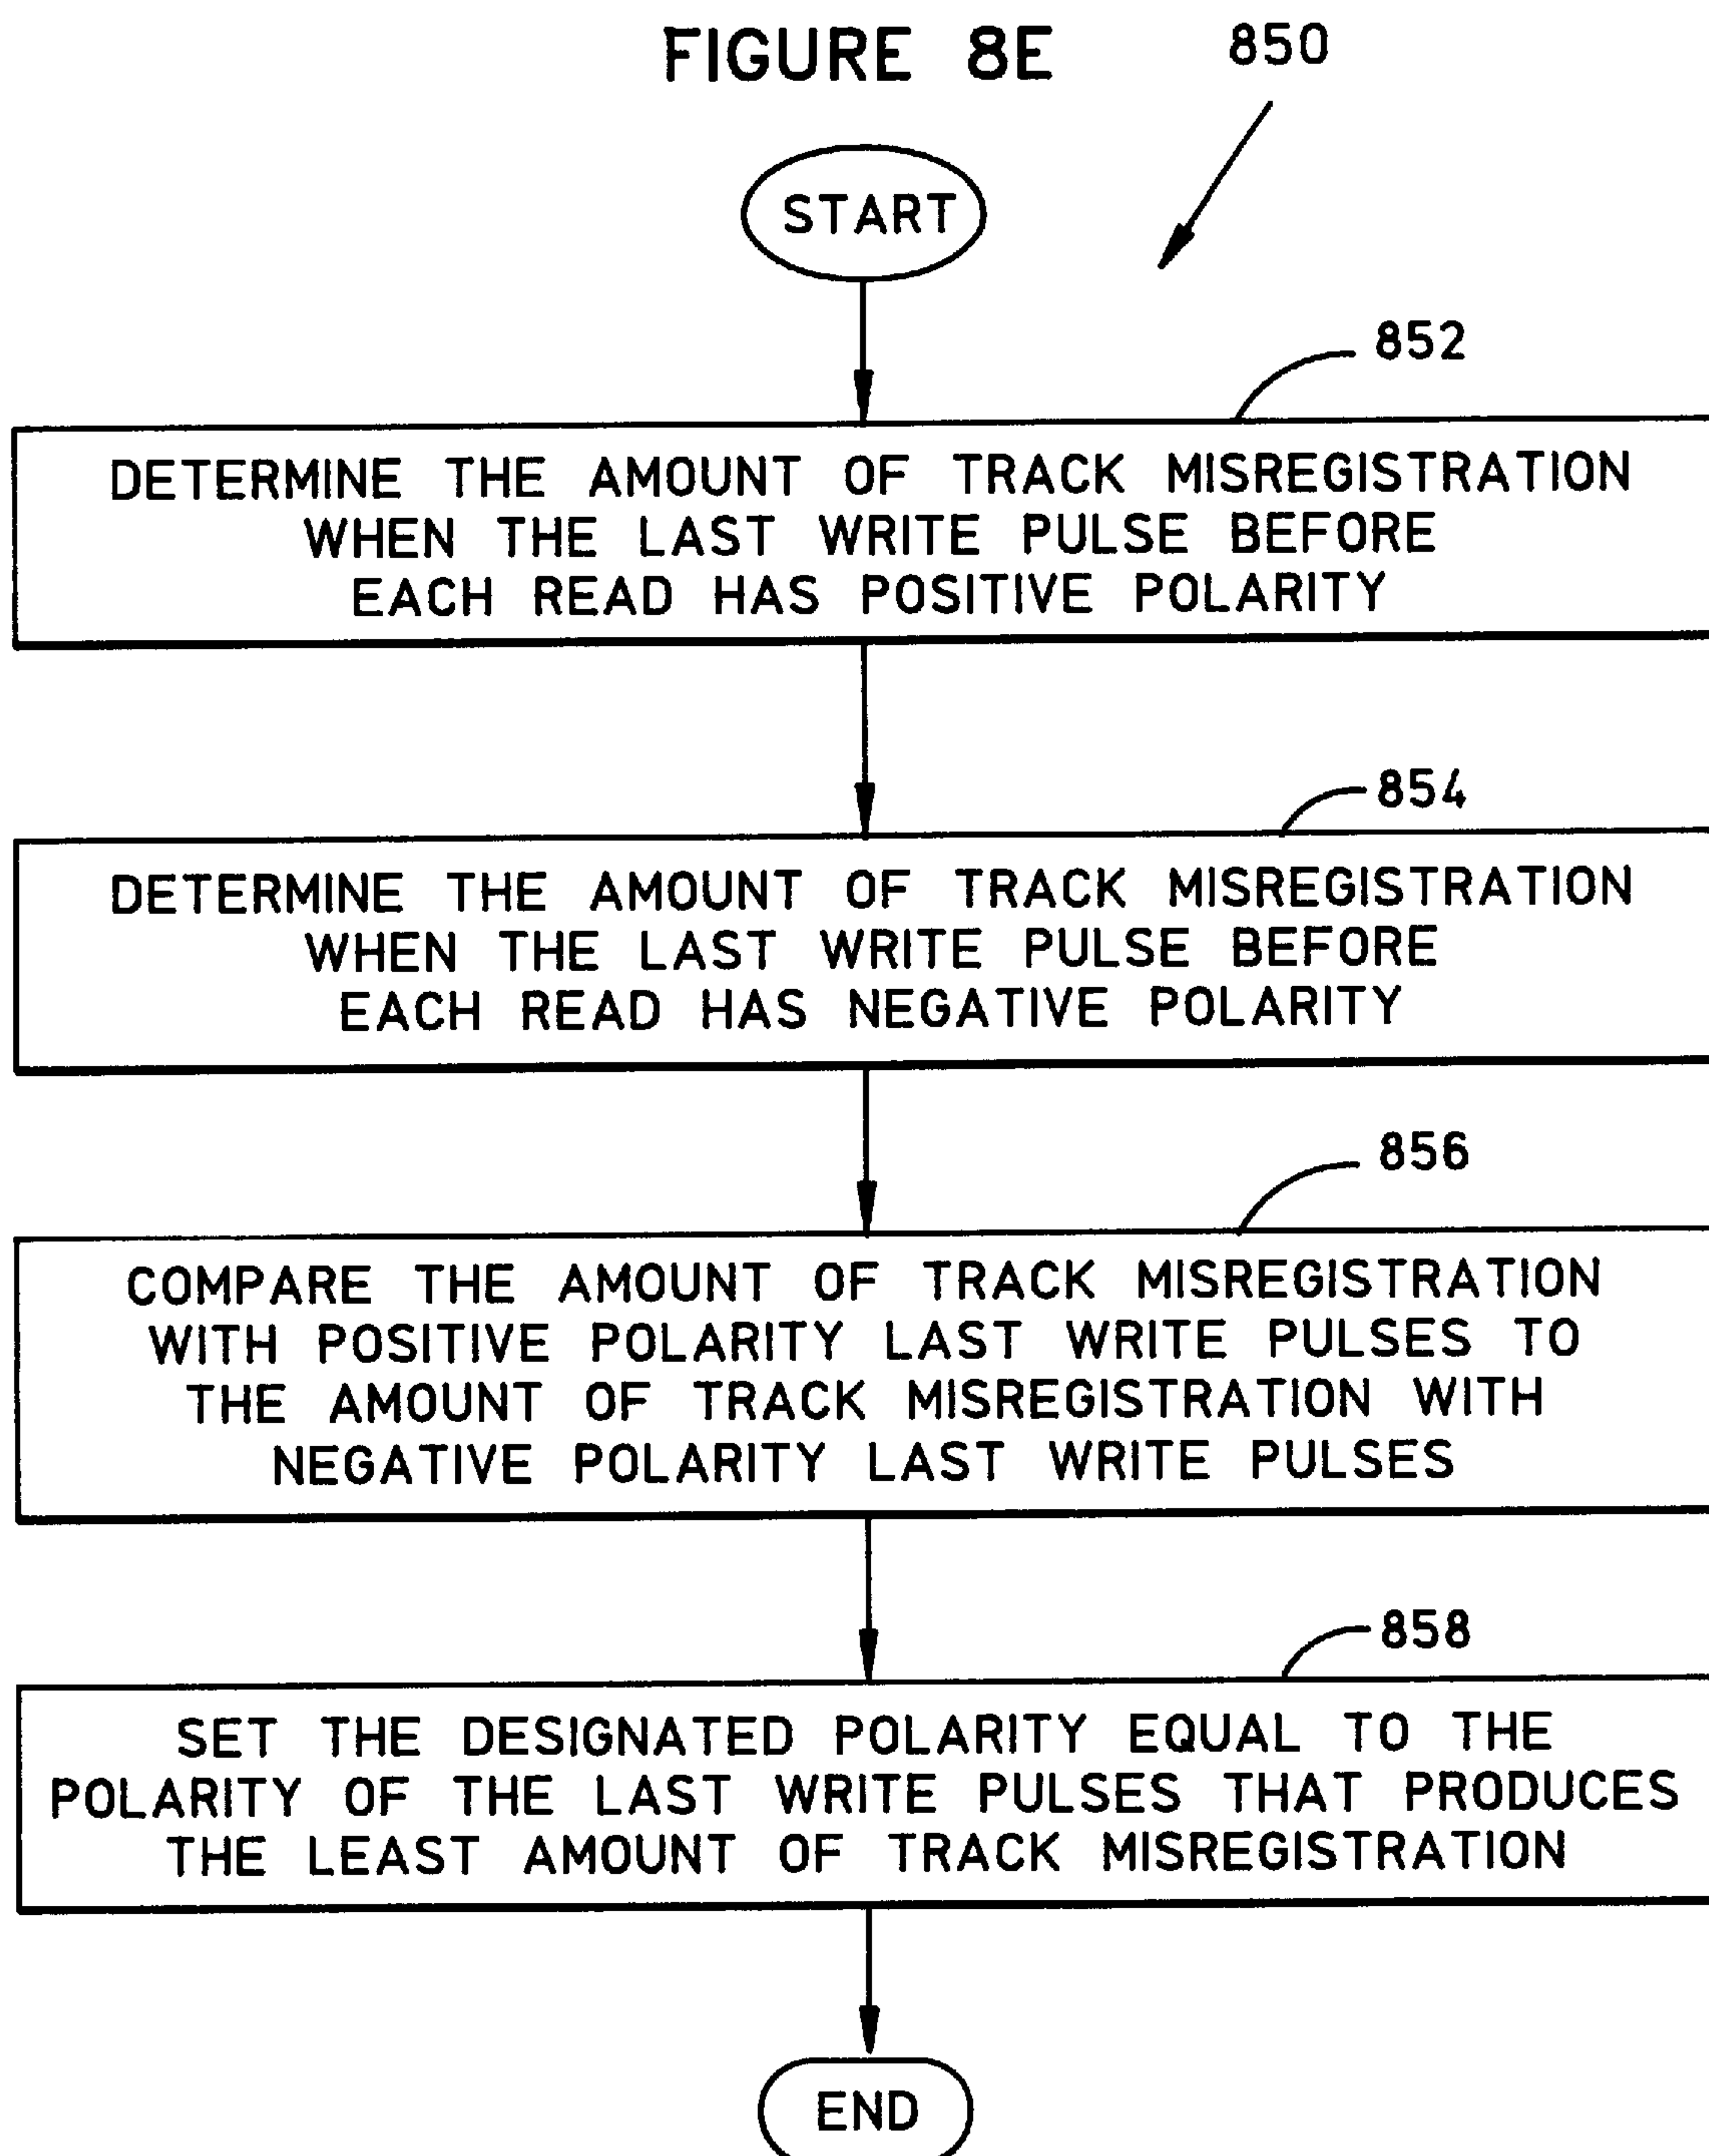 FIGURE 8E
850
START
852
DETERMINE THE AMOUNT OF TRACK MISREGISTRATION
WHEN THE LAST WRITE PULSE BEFORE
EACH READ HAS POSITIVE POLARITY
854
DETERMINE THE AMOUNT OF TRACK MISREGISTRATION
WHEN THE LAST WRITE PULSE BEFORE
EACH READ HAS NEGATIVE POLARITY
856
COMPARE THE AMOUNT OF TRACK MISREGISTRATION
WITH POSITIVE POLARITY LAST WRITE PULSES TO
THE AMOUNT OF TRACK MISREGISTRATION WITH
NEGATIVE POLARITY LAST WRITE PULSES
858
SET THE DESIGNATED POLARITY EQUAL TO THE
POLARITY OF THE LAST WRITE PULSES THAT PRODUCES
THE LEAST AMOUNT OF TRACK MISREGISTRATION
END